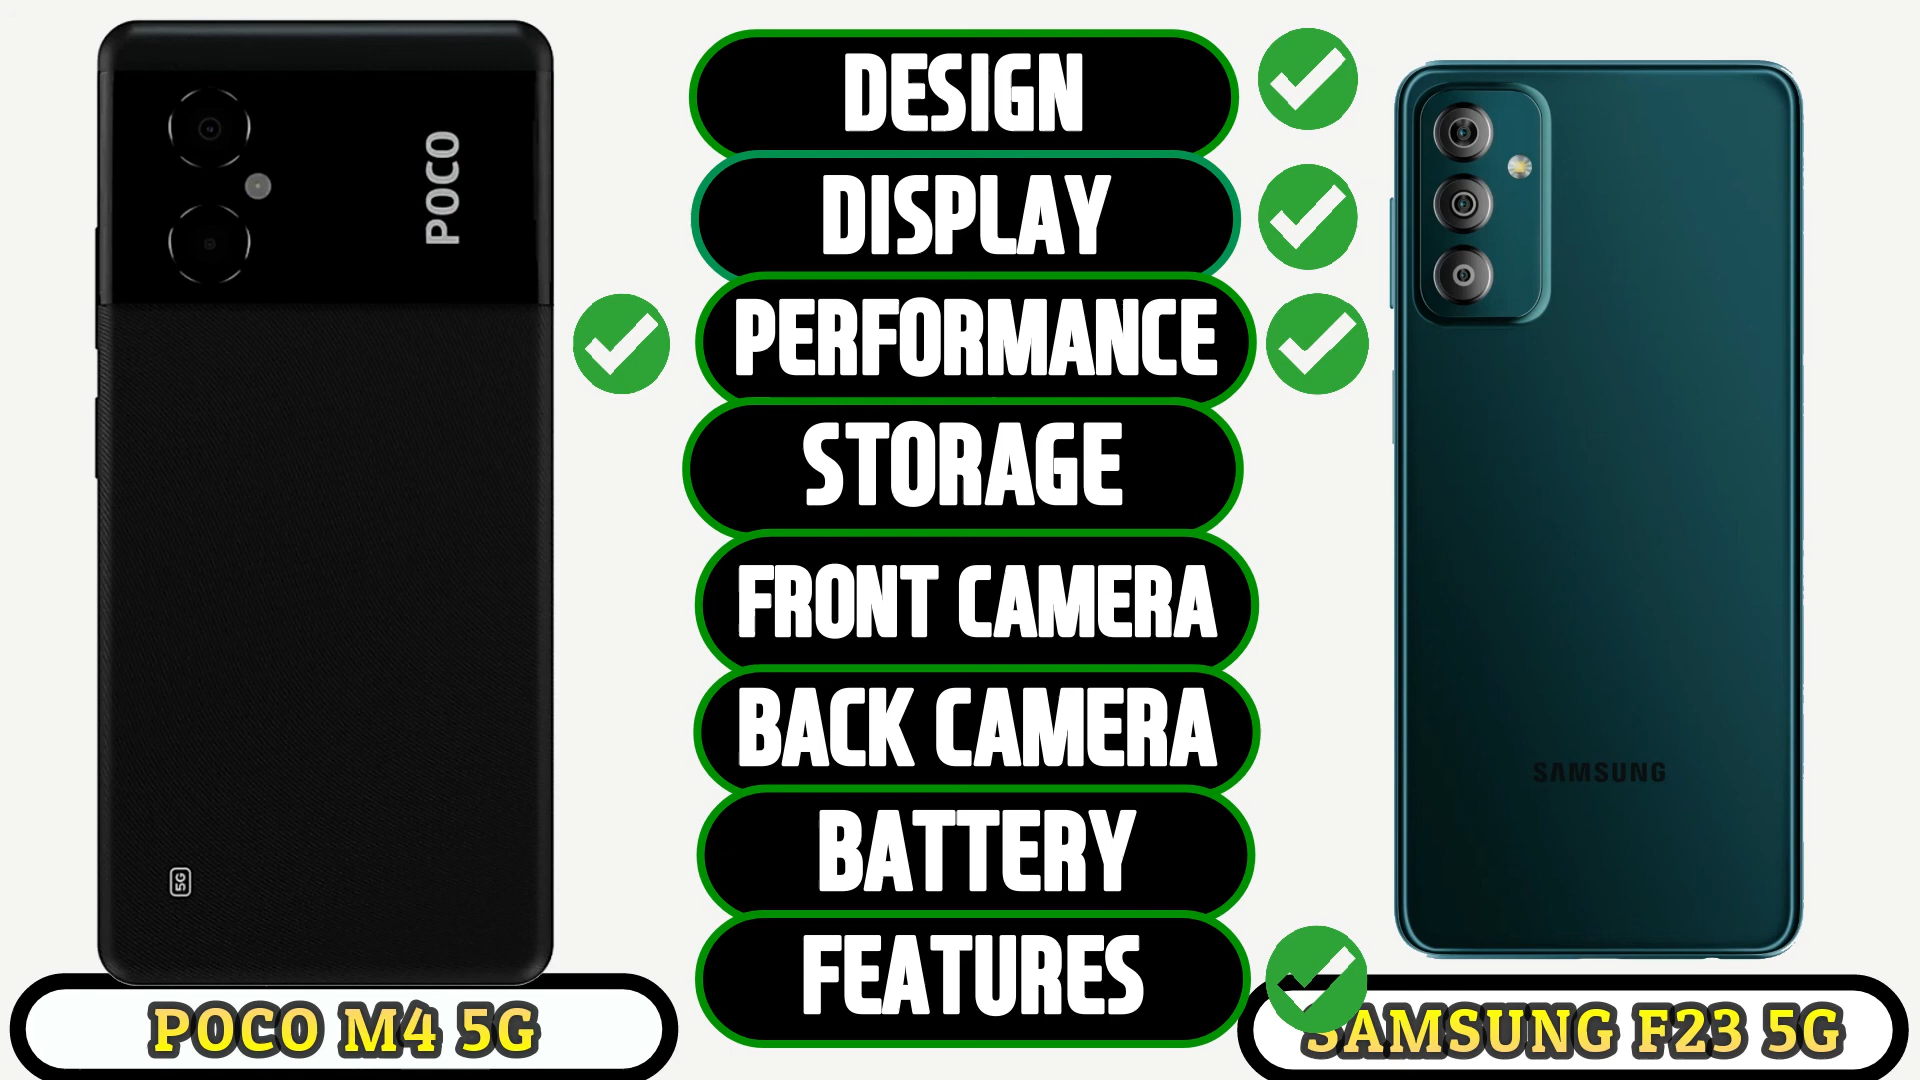 POCO
5G
POCO M4 5G
DESIGN
DISPLAY
PERFORMANCE
STORAGE
FRONT CAMERA
BACK CAMERA
BATTERY
FEATURES
SAMSUNG
SAMSUNG F23 5G